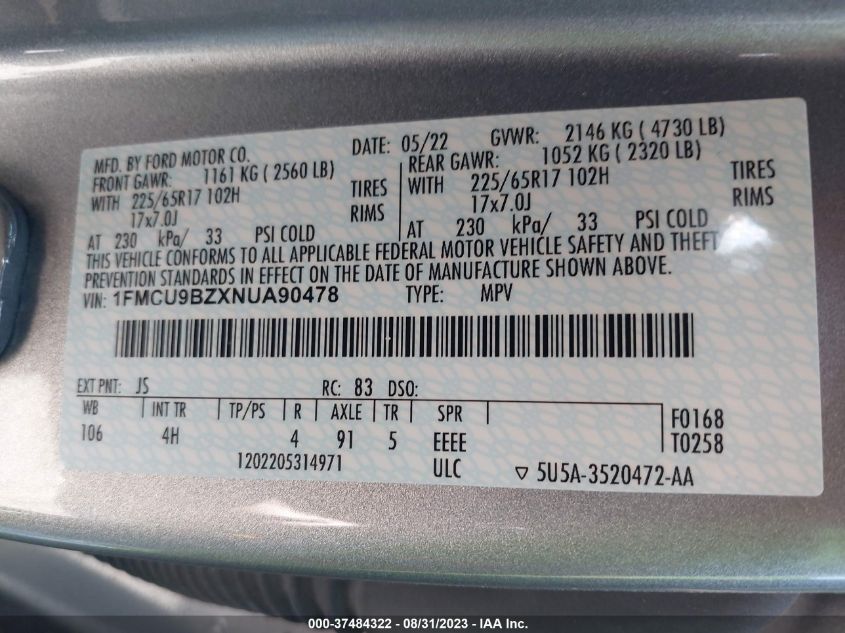 MFD. BY FORD MOTOR CO.
DATE: 05/22 GVWR: 2146 KG ( 4730 LB)
FRONT GAWR: 1161 KG ( 2560 LB)
REAR GAWR: 1052 KG ( 2320 LB)
WITH 225/65R17 102H TIRES
WITH 225/65R17 102H TIRES
17x7.0J RIMS
17x7.0J RIMS
AT 230 kPa/ 33 PSI COLD
AT 230 kPa/ 33 PSI COLD
THIS VEHICLE CONFORMS TO ALL APPLICABLE FEDERAL MOTOR VEHICLE SAFETY AND THEFT
PREVENTION STANDARDS IN EFFECT ON THE DATE OF MANUFACTURE SHOWN ABOVE.
VIN: 1FMCU9BZXNUA90478 TYPE: MPV
EXT PNT: JS RC: 83 DSO:
WB INT TR TP/PS R AXLE TR SPR
106 4H 4 91 5 EEEE
F0168
T0258
1202205314971 ULC ▽ 5U5A-3520472-AA
000-37484322 - 08/31/2023 - IAA Inc.